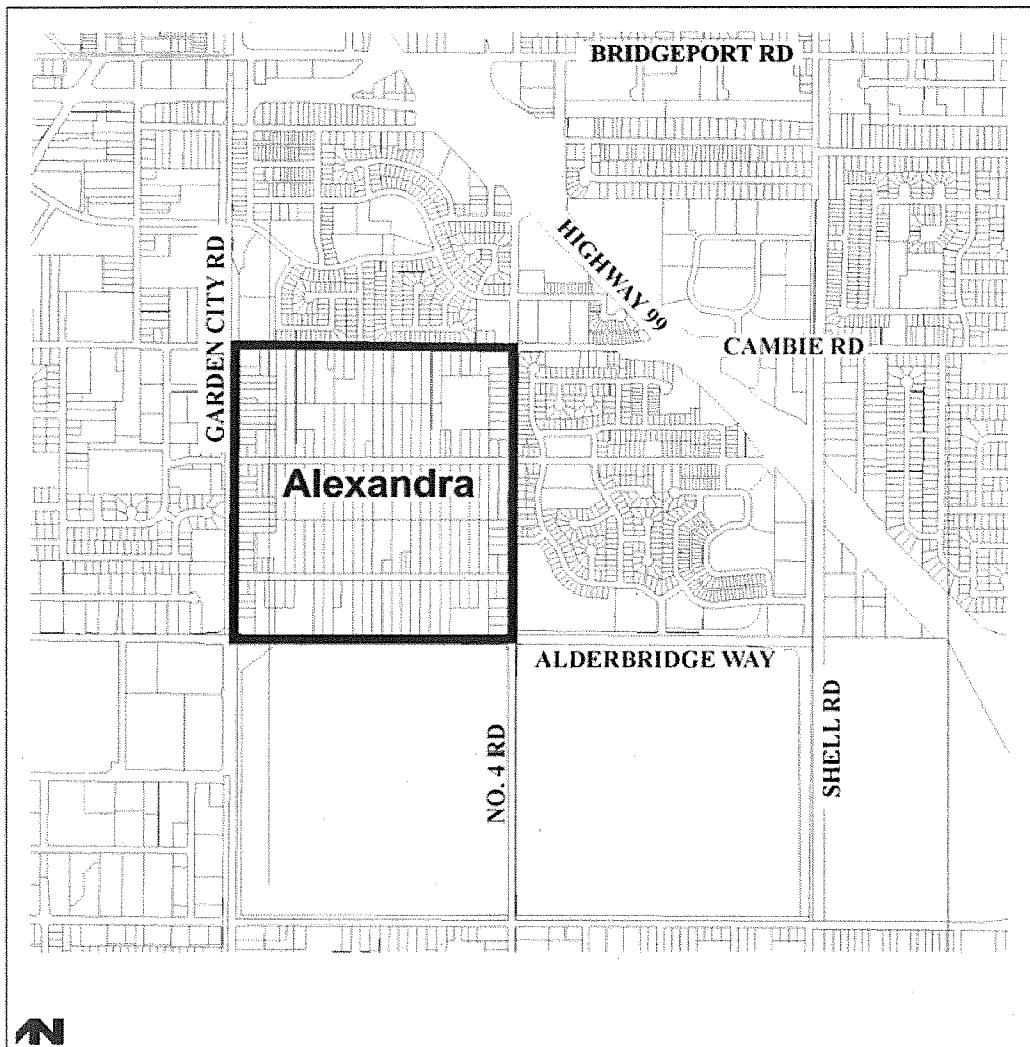 BRIDGEPORT RD
HIGHWAY 99
GARDEN CITY RD
CAMBIE RD
Alexandra
ALDERBRIDGE WAY
NO. 4 RD
SHELL RD
N